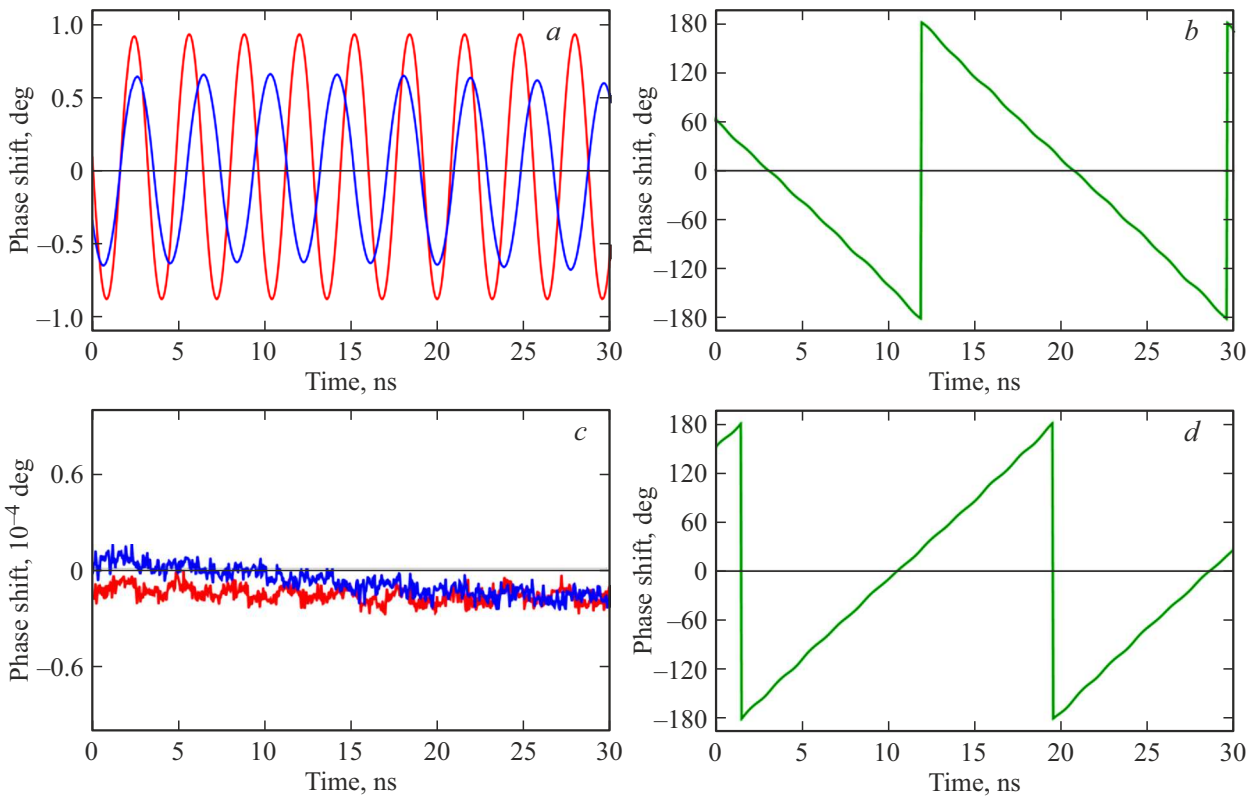 a
Phase shift, deg
1.0
0.5
0
–0.5
–1.0
0 5 10 15 20 25 30
Time, ns
b
Phase shift, deg
180
120
60
0
–60
–120
–180
0 5 10 15 20 25 30
Time, ns
c
Phase shift, 10⁻⁴ deg
0.6
0
–0.6
0 5 10 15 20 25 30
Time, ns
d
Phase shift, deg
180
120
60
0
–60
–120
–180
0 5 10 15 20 25 30
Time, ns